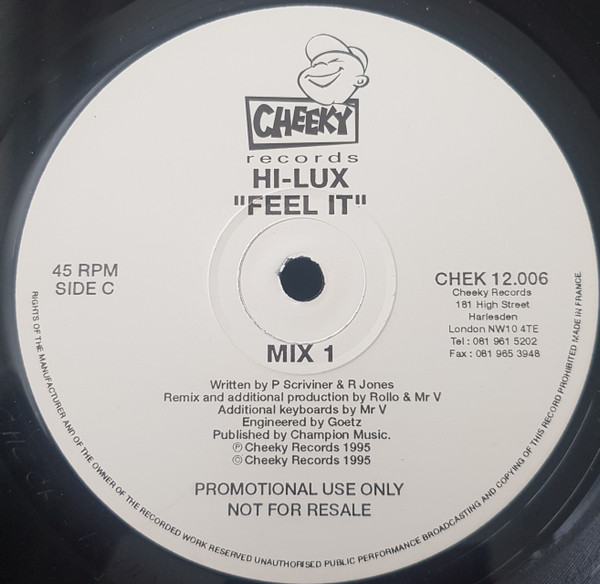 CHEEKY
records
HI-LUX
"FEEL IT"
45 RPM
SIDE C
CHEK 12.006
Cheeky Records
181 High Street
Harlesden
London NW10 4TE
Tel : 081 961 5202
Fax : 081 965 3948
MIX 1
Written by P Scriviner & R Jones
Remix and additional production by Rollo & Mr V
Additional keyboards by Mr V
Engineered by Goetz
Published by Champion Music.
Ⓟ Cheeky Records 1995
© Cheeky Records 1995
PROMOTIONAL USE ONLY
NOT FOR RESALE
RIGHTS OF THE MANUFACTURER AND OF THE OWNER OF THE RECORDED WORK RESERVED UNAUTHORISED PUBLIC PERFORMANCE BROADCASTING AND COPYING OF THIS RECORD PROHIBITED MADE IN FRANCE